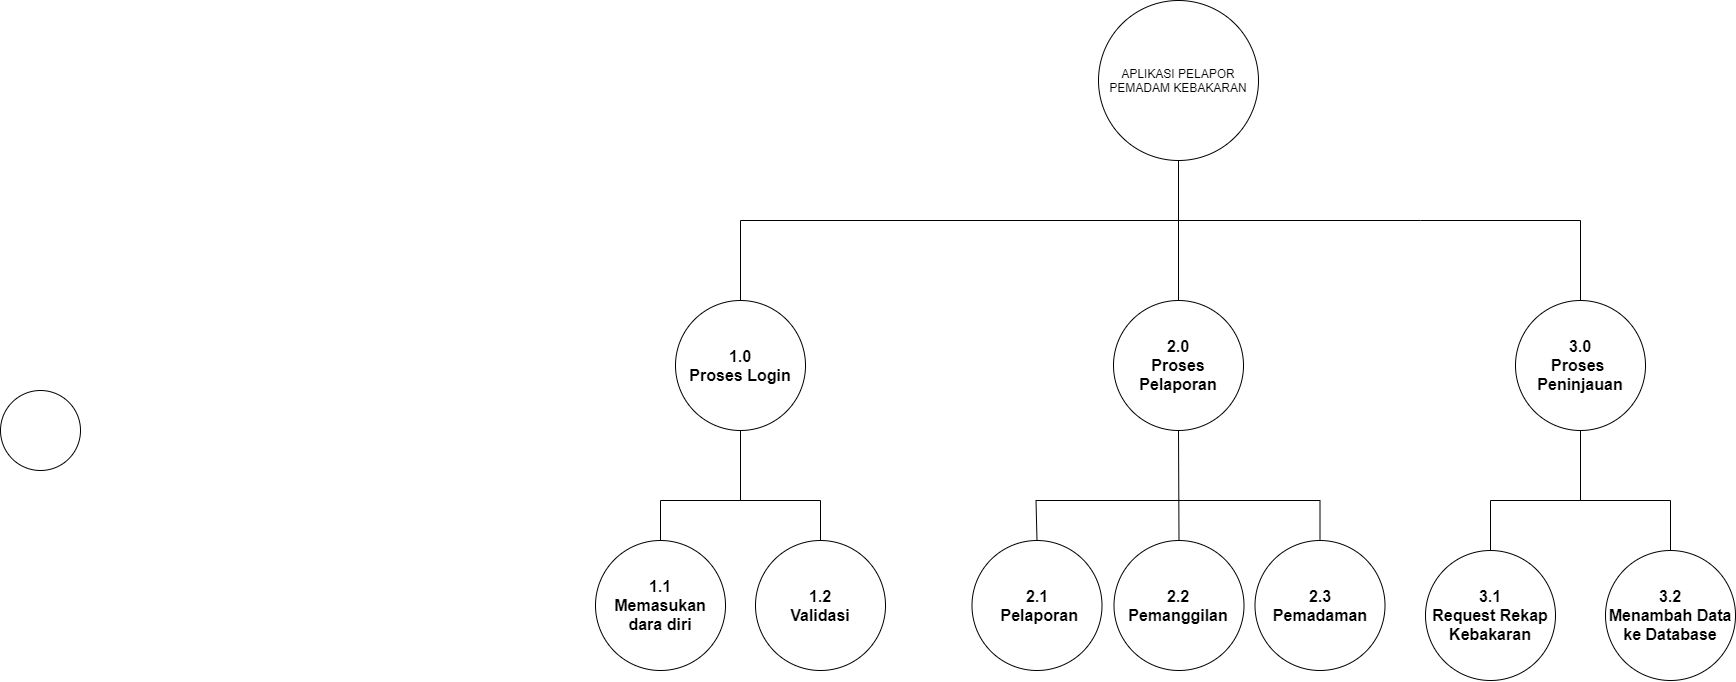 APLIKASI PELAPOR
PEMADAM KEBAKARAN
1.0
Proses Login
2.0
Proses
Pelaporan
3.0
Proses
Peninjauan
1.1
Memasukan
dara diri
1.2
Validasi
2.1
Pelaporan
2.2
Pemanggilan
2.3
Pemadaman
3.1
Request Rekap
Kebakaran
3.2
Menambah Data
ke Database